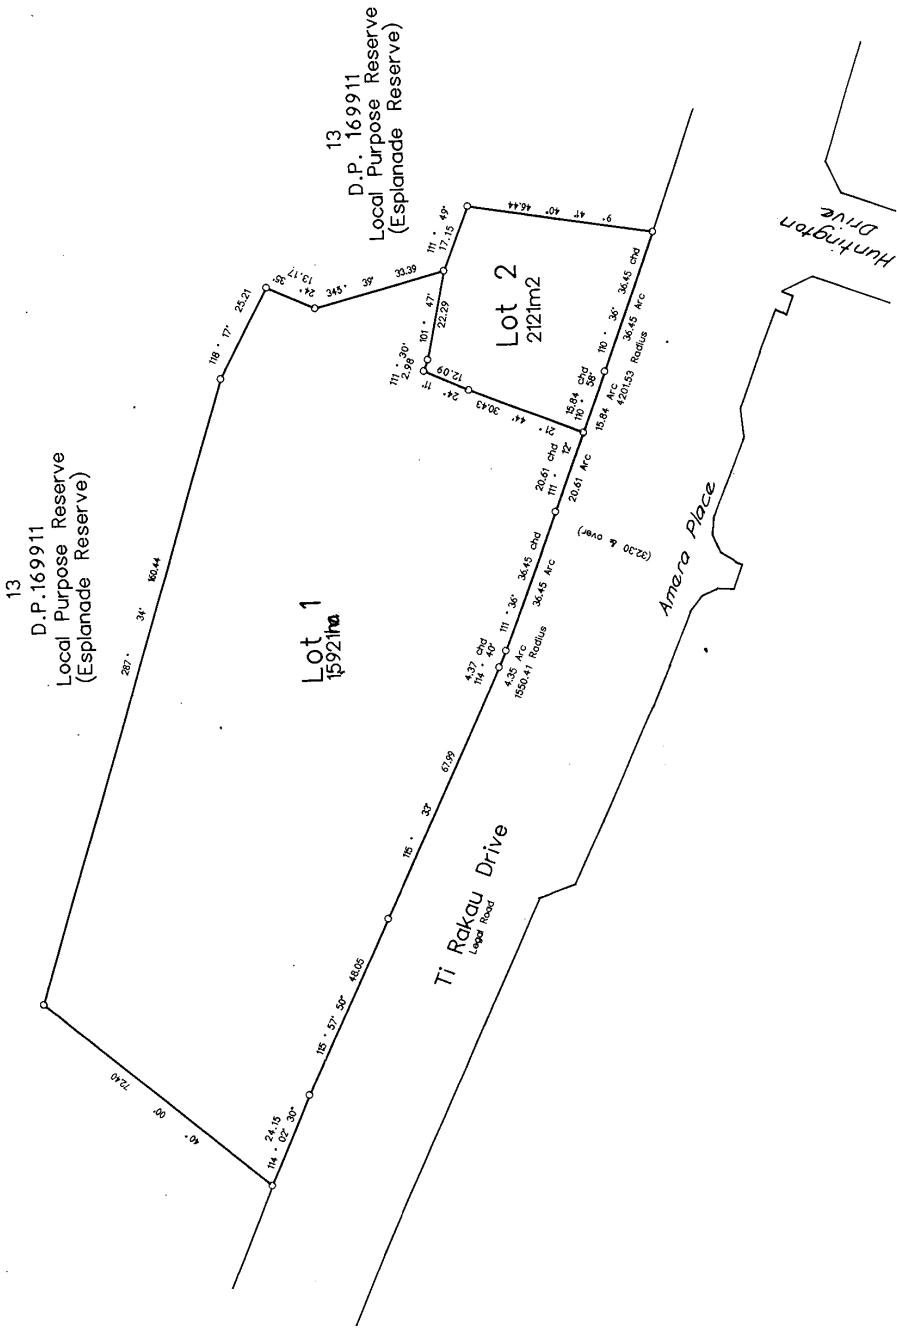 13
D.P. 169911
Local Purpose Reserve
(Esplanade Reserve)
13
D.P.169911
Local Purpose Reserve
(Esplanade Reserve)
Lot 1
1.5921ha
Lot 2
2121m2
287° 34' 160.44
118° 17' 25.21
24° 35' 13.17
345° 39' 33.39
111° 49' 17.15
9° 41' 40" 46.44
101° 47'
22.29
111° 30'
2.98
24° 11' 12.09
21° 44' 30.43
36.45 chd
110° 36'
36.45 Arc
15.84 chd
110° 58'
15.84 Arc
4201.53 Radius
20.61 chd
111° 12'
20.61 Arc
36.45 chd
111° 36'
36.45 Arc
4.37 chd
114° 40'
4.35 Arc
1550.41 Radius
115° 33' 67.99
115° 57' 50" 48.05
24.15
114° 02' 30"
40° 00' 72.40
(32.30 & over)
Ti Rakau Drive
Legal Road
Amara Place
Huntington
Drive